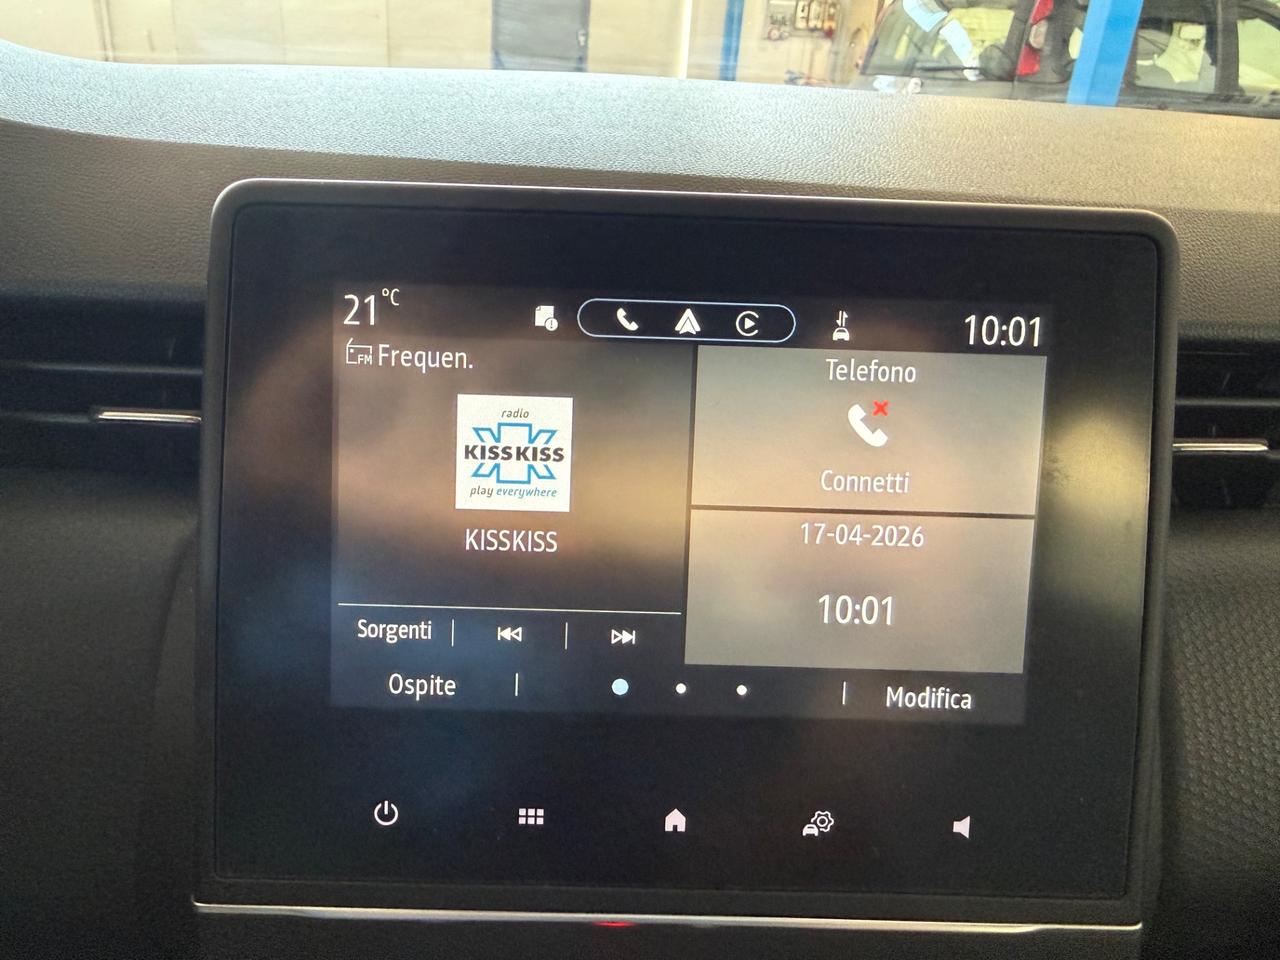 21°C
10:01
FM Frequen.
radio
KISSKISS
play everywhere
KISSKISS
Sorgenti
Ospite
Telefono
Connetti
17-04-2026
10:01
Modifica